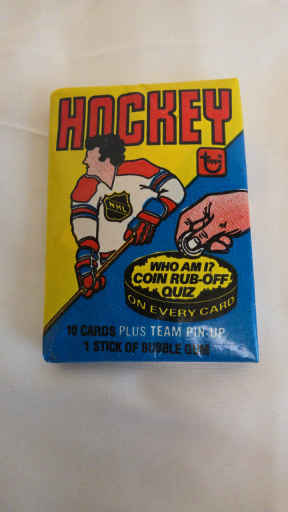 HOCKEY
NHL
WHO AM I?
COIN RUB-OFF
QUIZ
ON EVERY CARD
10 CARDS PLUS TEAM PIN-UP
1 STICK OF BUBBLE GUM